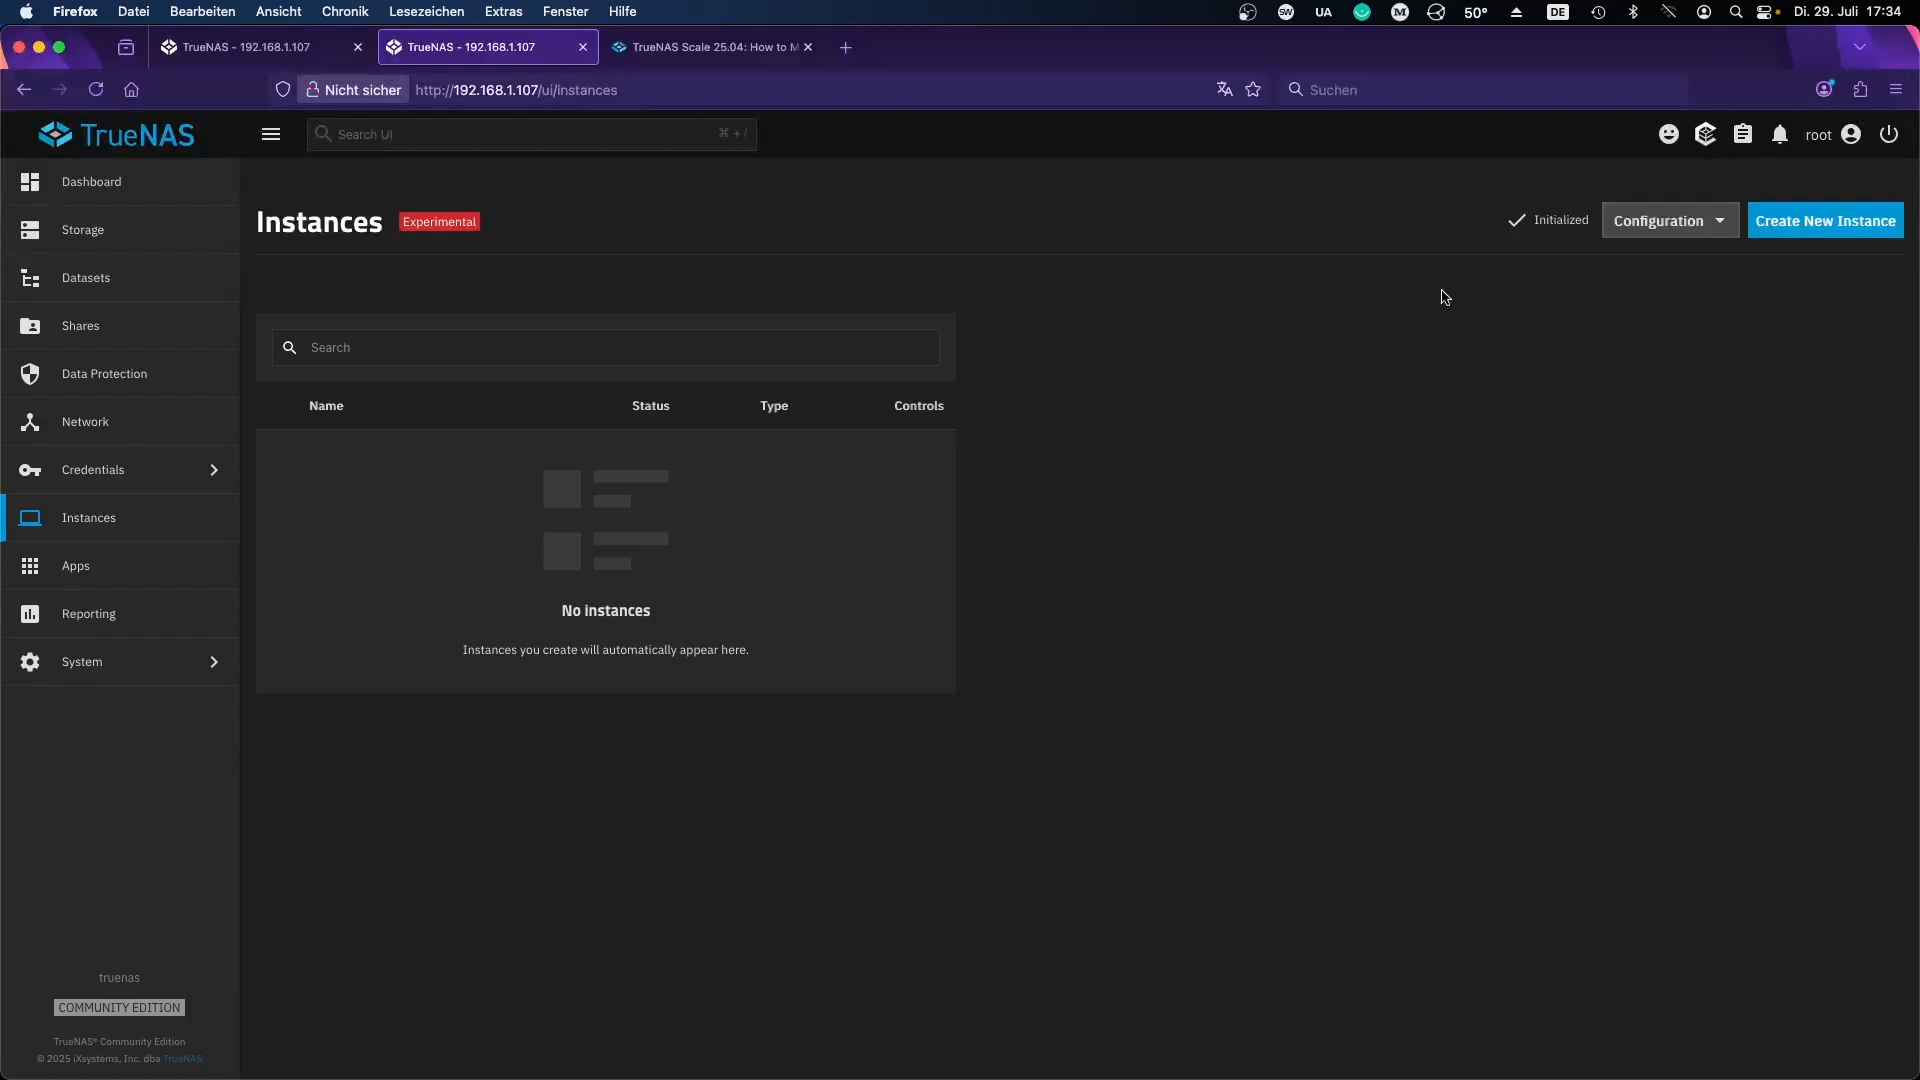 Firefox Datei Bearbeiten Ansicht Chronik Lesezeichen Extras Fenster Hilfe SW UA M 50° DE Di. 29. Juli 17:34
TrueNAS - 192.168.1.107 TrueNAS - 192.168.1.107 TrueNAS Scale 25.04: How to M
Nicht sicher http://192.168.1.107/ui/instances Suchen
TrueNAS Search UI ⌘ + / root
Dashboard
Storage
Datasets
Shares
Data Protection
Network
Credentials
Instances
Apps
Reporting
System
truenas
COMMUNITY EDITION
TrueNAS® Community Edition
© 2025 iXsystems, Inc. dba TrueNAS
Instances Experimental Initialized Configuration Create New Instance
Search
Name Status Type Controls
No instances
Instances you create will automatically appear here.